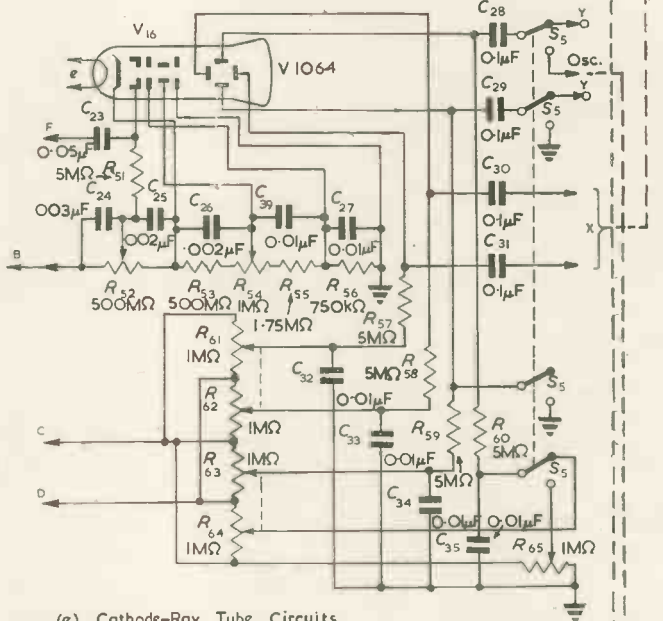 C28
V16
S5
Y
0·1µF
Osc.
V1064
e
C29
S5
Y
C23
0·1µF
F
0·05µF
R51
5MΩ
C30
C24
C25
C39
C26
C27
·003µF
0·1µF
X
·002µF
·002µF
0·01µF
0·01µF
C31
B
0·1µF
R52
R53
R54
R55
R56
R57
500MΩ
500MΩ
1MΩ
750kΩ
5MΩ
1·75MΩ
R61
1MΩ
R58
5MΩ
C32
S5
R62
0·01µF
R59
R60
1MΩ
C33
5MΩ
C
R63
1MΩ
0·01µF
5MΩ
S5
D
C34
R64
0·01µF
0·01µF
1MΩ
C35
R65
1MΩ
(e) Cathode-Ray Tube Circuits